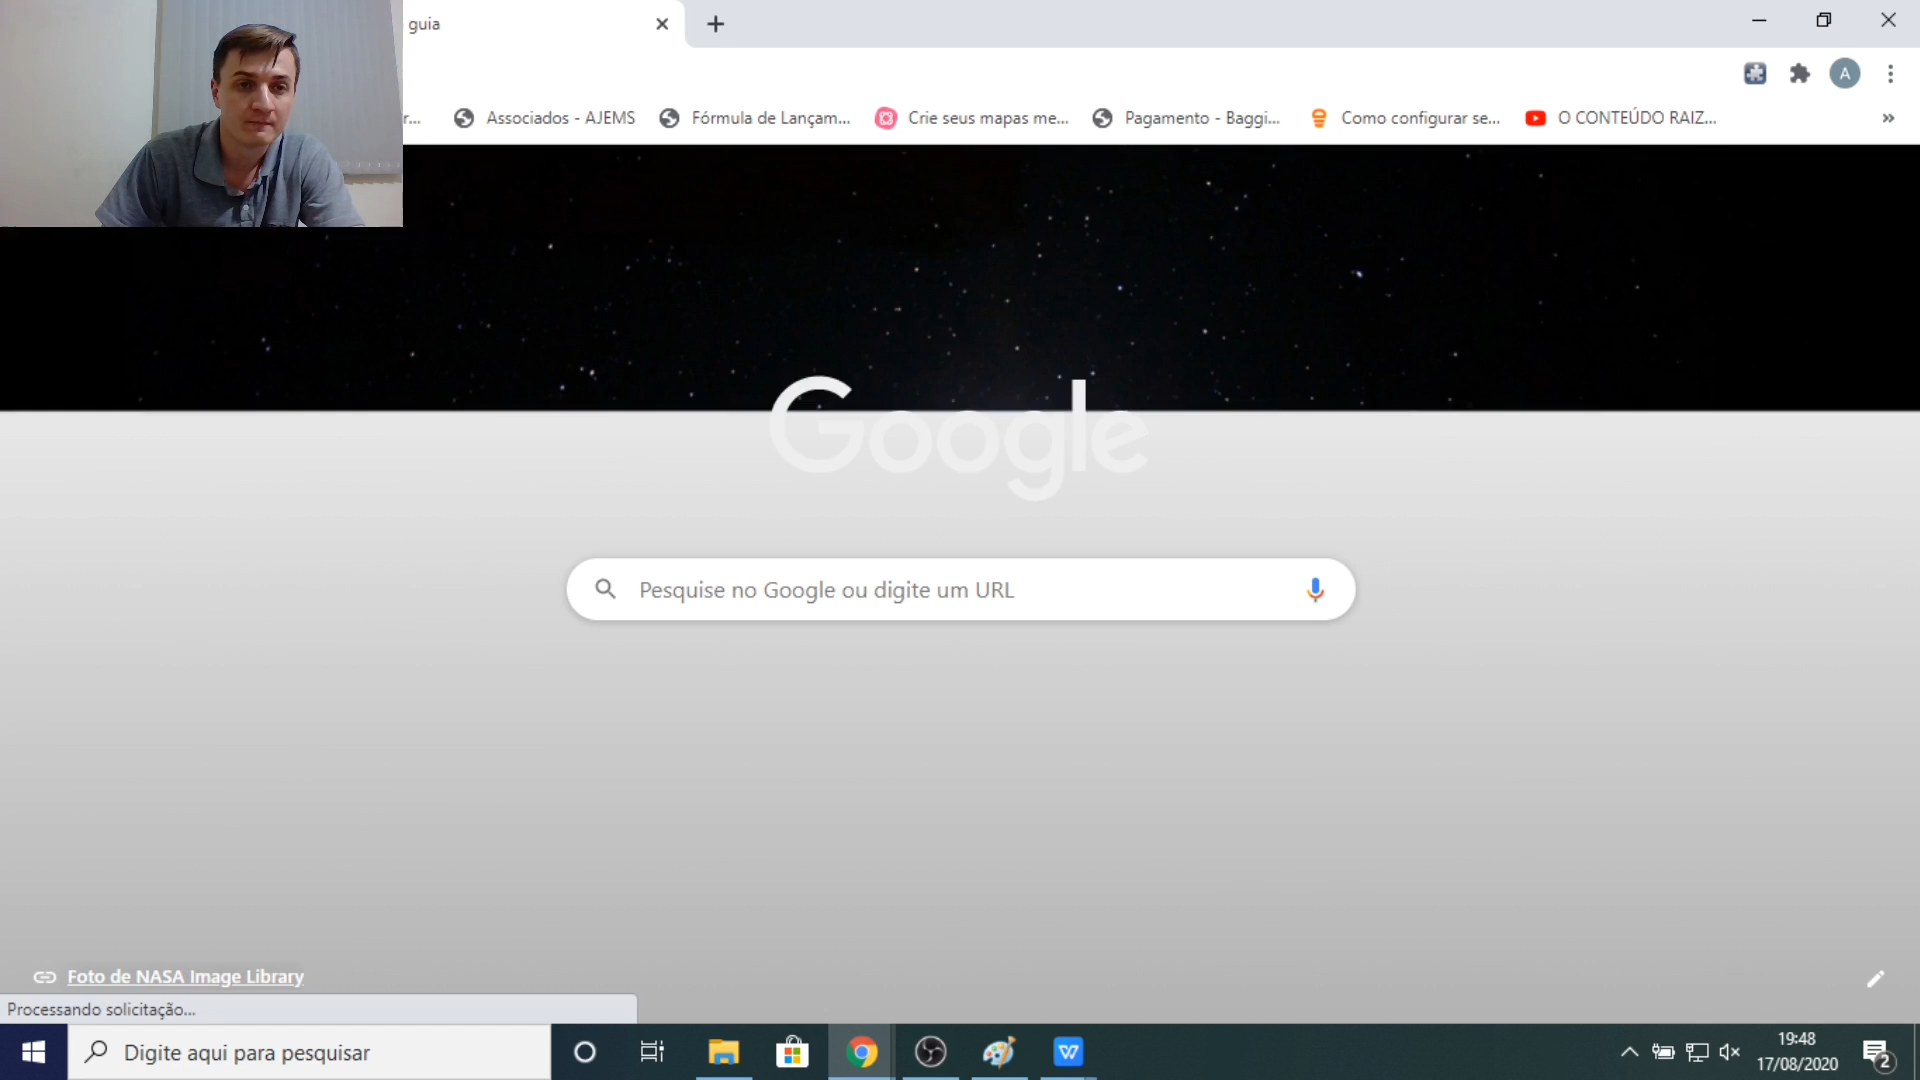 guia
A
r...
Associados - AJEMS
Fórmula de Lançam...
Crie seus mapas me...
Pagamento - Baggi...
Como configurar se...
O CONTEÚDO RAIZ...
»
Google
Pesquise no Google ou digite um URL
Foto de NASA Image Library
Processando solicitação...
Digite aqui para pesquisar
19:48
17/08/2020
2